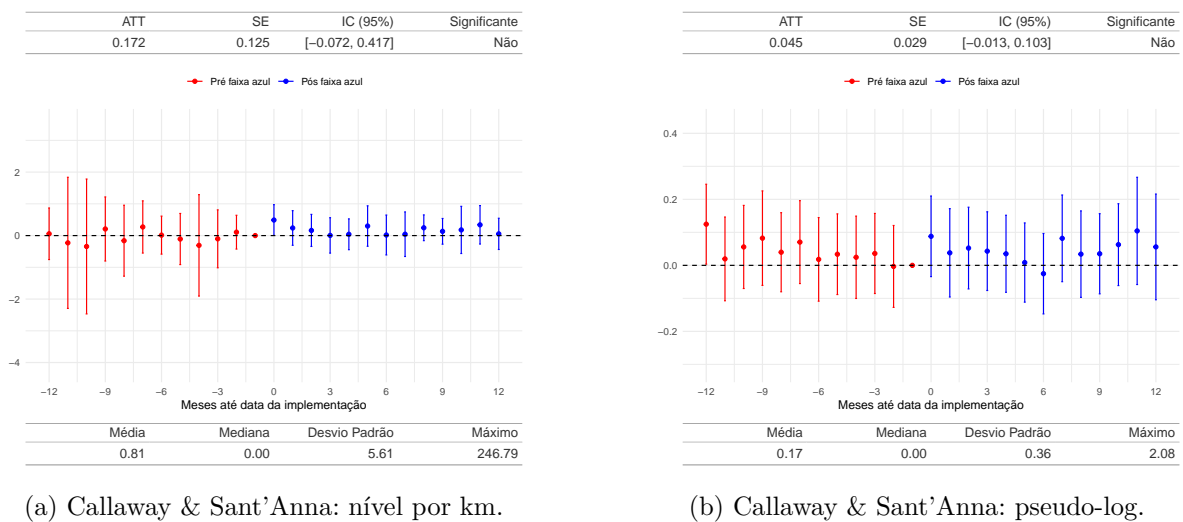 ATT SE IC (95%) Significante
0.172 0.125 [−0.072, 0.417] Não
Pré faixa azul Pós faixa azul
2
0
−2
−4
−12 −9 −6 −3 0 3 6 9 12
Meses até data da implementação
Média Mediana Desvio Padrão Máximo
0.81 0.00 5.61 246.79
(a) Callaway & Sant'Anna: nível por km.
ATT SE IC (95%) Significante
0.045 0.029 [−0.013, 0.103] Não
Pré faixa azul Pós faixa azul
0.4
0.2
0.0
−0.2
−12 −9 −6 −3 0 3 6 9 12
Meses até data da implementação
Média Mediana Desvio Padrão Máximo
0.17 0.00 0.36 2.08
(b) Callaway & Sant'Anna: pseudo-log.